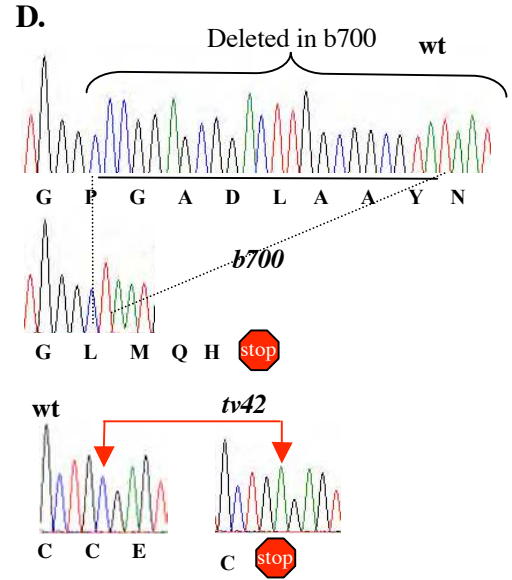 D.
Deleted in b700 wt
G P G A D L A A Y N
b700
G L M Q H stop
wt tv42
C C E C stop